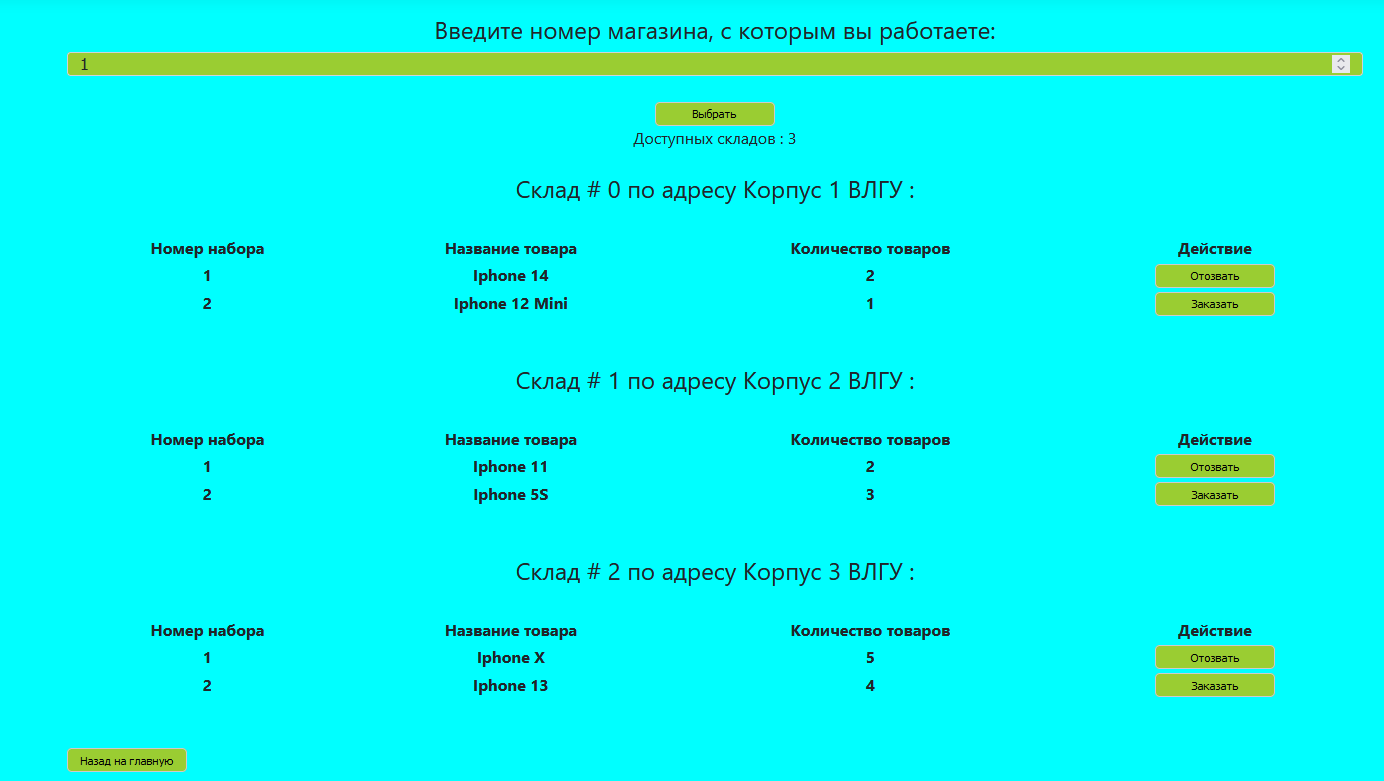 Введите номер магазина, с которым вы работаете:
1
Выбрать
Доступных складов : 3
Склад # 0 по адресу Корпус 1 ВЛГУ :
Номер набора Название товара Количество товаров Действие
1 Iphone 14 2 Отозвать
2 Iphone 12 Mini 1 Заказать
Склад # 1 по адресу Корпус 2 ВЛГУ :
Номер набора Название товара Количество товаров Действие
1 Iphone 11 2 Отозвать
2 Iphone 5S 3 Заказать
Склад # 2 по адресу Корпус 3 ВЛГУ :
Номер набора Название товара Количество товаров Действие
1 Iphone X 5 Отозвать
2 Iphone 13 4 Заказать
Назад на главную